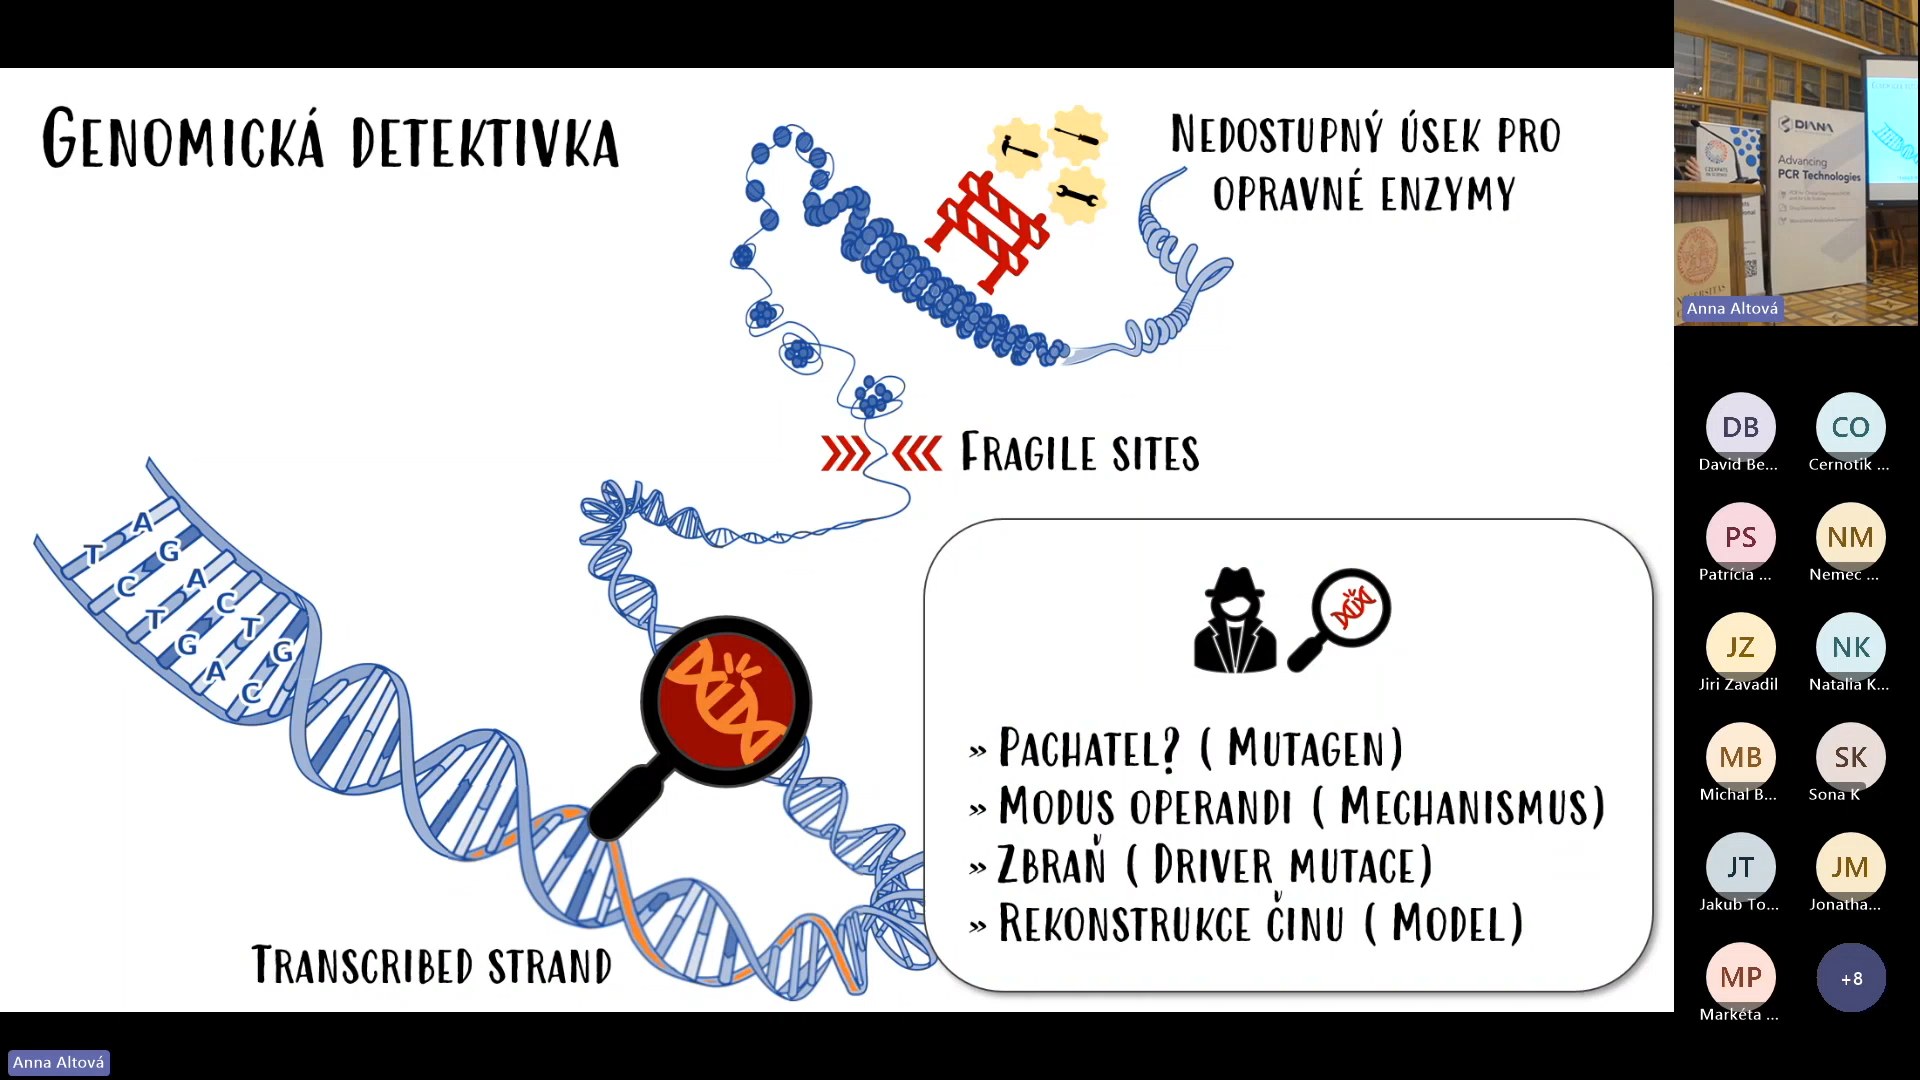 Genomická detektivka
Nedostupný úsek pro
opravné enzymy
Fragile sites
A
T
G
C
A
T
C
G
T
A
G
C
Transcribed strand
» Pachatel? ( Mutagen)
» Modus operandi ( Mechanismus)
» Zbraň ( Driver mutace)
» Rekonstrukce činu ( Model)
DIANA
Advancing
PCR Technologies
Anna Altová
DB
David Be...
CO
Cernotik ...
PS
Patrícia ...
NM
Nemec ...
JZ
Jiri Zavadil
NK
Natalia K...
MB
Michal B...
SK
Sona K
JT
Jakub To...
JM
Jonatha...
MP
Markéta ...
+8
Anna Altová